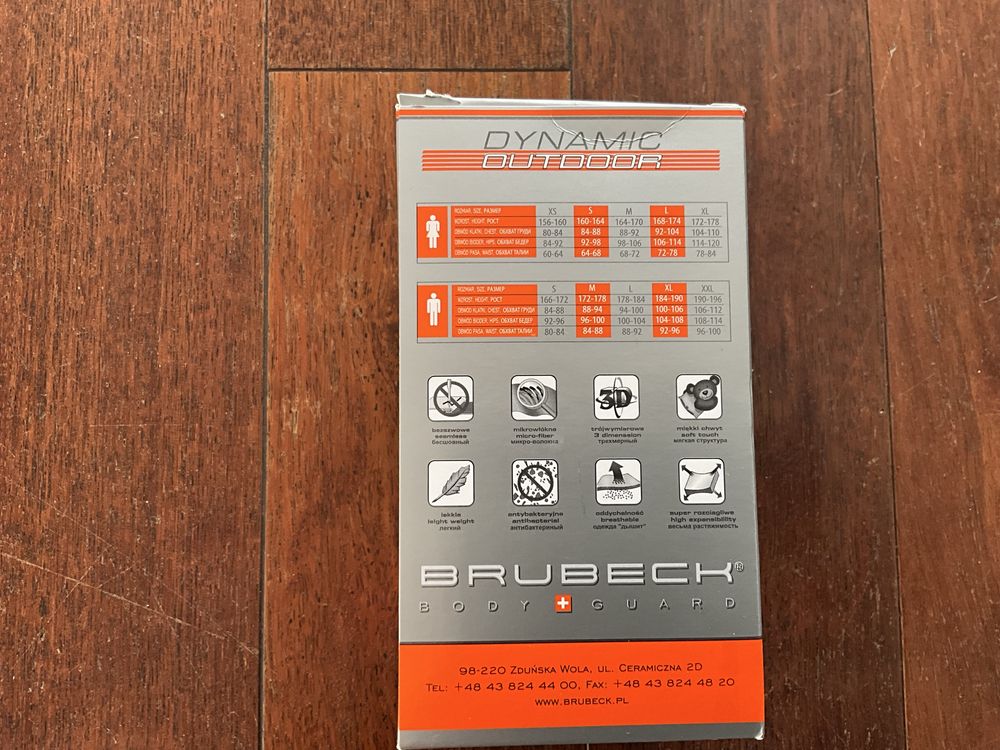 DYNAMIC
OUTDOOR
ROZMIAR, SIZE, РАЗМЕР XS S M L XL
WZROST, HEIGHT, РОСТ 156-160 160-164 164-170 168-174 172-178
OBWÓD KLATKI, CHEST, ОБХВАТ ГРУДИ 80-84 84-88 88-92 92-104 104-110
OBWÓD BIODER, HIPS, ОБХВАТ БЕДЕР 84-92 92-98 98-106 106-114 114-120
OBWÓD PASA, WAIST, ОБХВАТ ТАЛИИ 60-64 64-68 68-72 72-78 78-84
ROZMIAR, SIZE, РАЗМЕР S M L XL XXL
WZROST, HEIGHT, РОСТ 166-172 172-178 178-184 184-190 190-196
OBWÓD KLATKI, CHEST, ОБХВАТ ГРУДИ 84-88 88-94 94-100 100-106 106-112
OBWÓD BIODER, HIPS, ОБХВАТ БЕДЕР 92-96 96-100 100-104 104-108 108-114
OBWÓD PASA, WAIST, ОБХВАТ ТАЛИИ 80-84 84-88 88-92 92-96 96-100
3D
bezszwowe mikrowłókna trójwymiarowe miękki chwyt
seamless micro-fiber 3 dimension soft touch
бесшовный микро-волокна трехмерный мягкая структура
lekkie antybakteryjne oddychalność super rozciągliwe
leight weight antibacterial breathable high expansibility
легкий антибактериный одежда "дышит" весьма растяжимость
BRUBECK®
BODY GUARD
98-220 Zduńska Wola, ul. Ceramiczna 2D
Tel: +48 43 824 44 00, Fax: +48 43 824 48 20
www.brubeck.pl